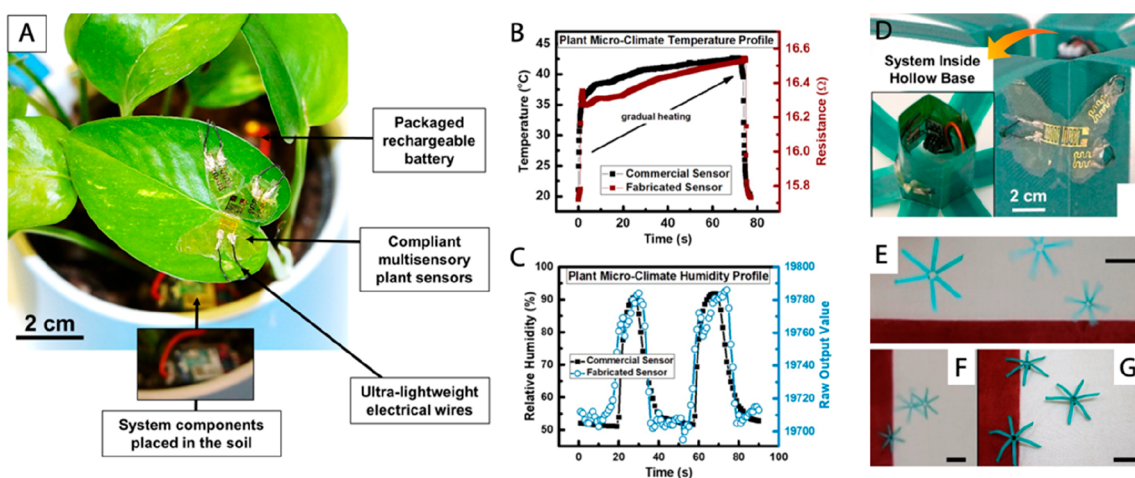 A
Packaged
rechargeable
battery
Compliant
multisensory
plant sensors
Ultra-lightweight
electrical wires
2 cm
System components
placed in the soil
B
Plant Micro-Climate Temperature Profile
Temperature (°C)
45
40
35
30
25
20
gradual heating
Commercial Sensor
Fabricated Sensor
16.6
16.4
16.2
16.0
15.8
Resistance (Ω)
0
20
40
60
80
Time (s)
C
Plant Micro-Climate Humidity Profile
Relative Humidity (%)
100
90
80
70
60
50
Commercial Sensor
Fabricated Sensor
19800
19780
19760
19740
19720
19700
Raw Output Value
0
20
40
60
80
100
Time (s)
D
System Inside
Hollow Base
2 cm
E
F
G